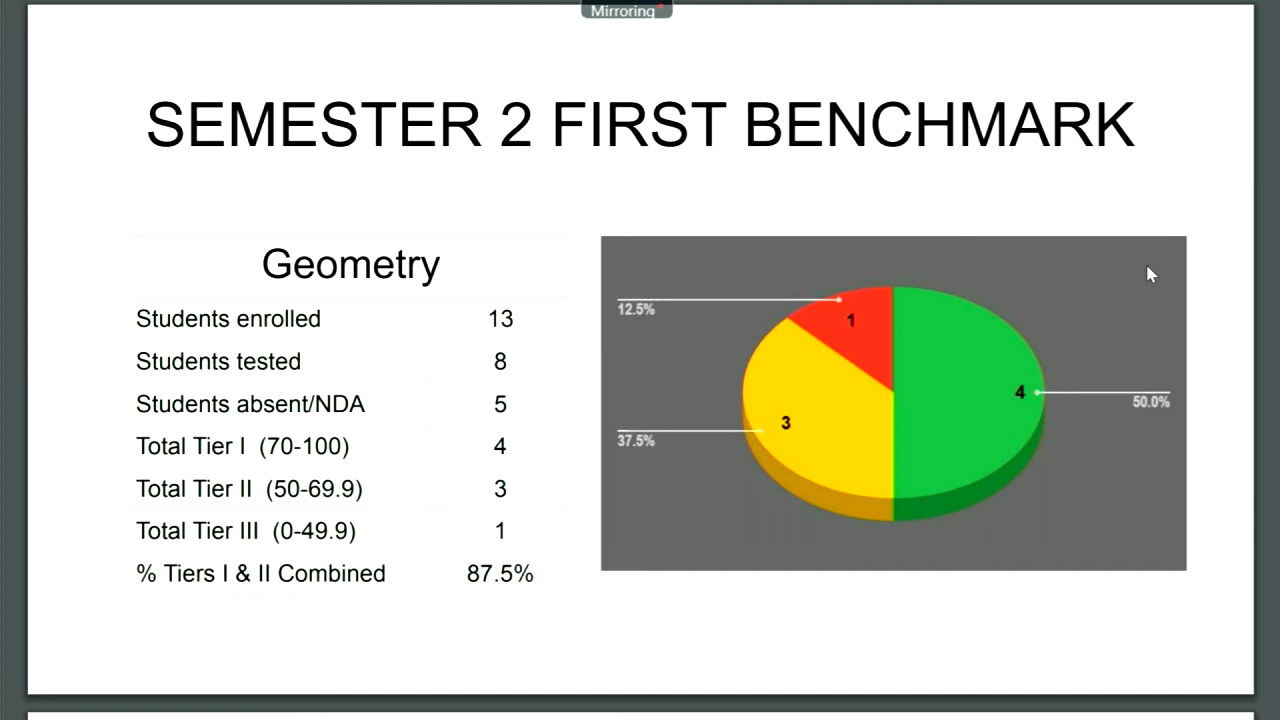 Mirroring
SEMESTER 2 FIRST BENCHMARK
Geometry
Students enrolled 13
Students tested 8
Students absent/NDA 5
Total Tier I (70-100) 4
Total Tier II (50-69.9) 3
Total Tier III (0-49.9) 1
% Tiers I & II Combined 87.5%
12.5%
1
4
50.0%
3
37.5%